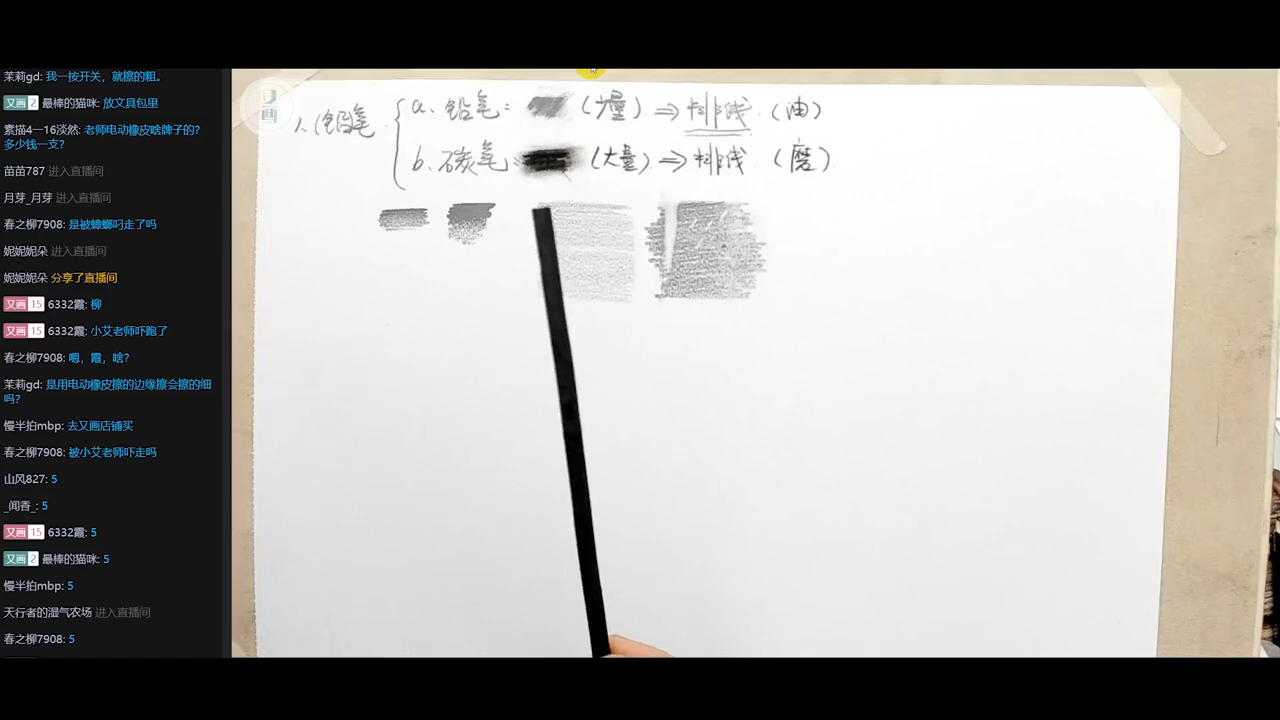 茉莉gd: 我一按开关，就擦的粗。
又画 2 最棒的猫咪: 放文具包里
素描4一16淡然: 老师电动橡皮啥牌子的?
多少钱一支?
苗苗787 进入直播间
月芽_月芽 进入直播间
春之柳7908: 是被蟑螂叼走了吗
妮妮妮朵 进入直播间
妮妮妮朵 分享了直播间
又画 15 6332霞: 柳
又画 15 6332霞: 小艾老师吓跑了
春之柳7908: 嗯，霞，啥?
茉莉gd: 是用电动橡皮擦的边缘擦会擦的细
吗?
慢半拍mbp: 去又画店铺买
春之柳7908: 被小艾老师吓走吗
山风827: 5
_闻香_: 5
又画 15 6332霞: 5
又画 2 最棒的猫咪: 5
慢半拍mbp: 5
天行者的湿气农场 进入直播间
春之柳7908: 5
又画
1、铅笔
a、铅笔: (少量) ⇒ 排线 (油)
b、碳笔: (大量) ⇒ 排线 (磨)